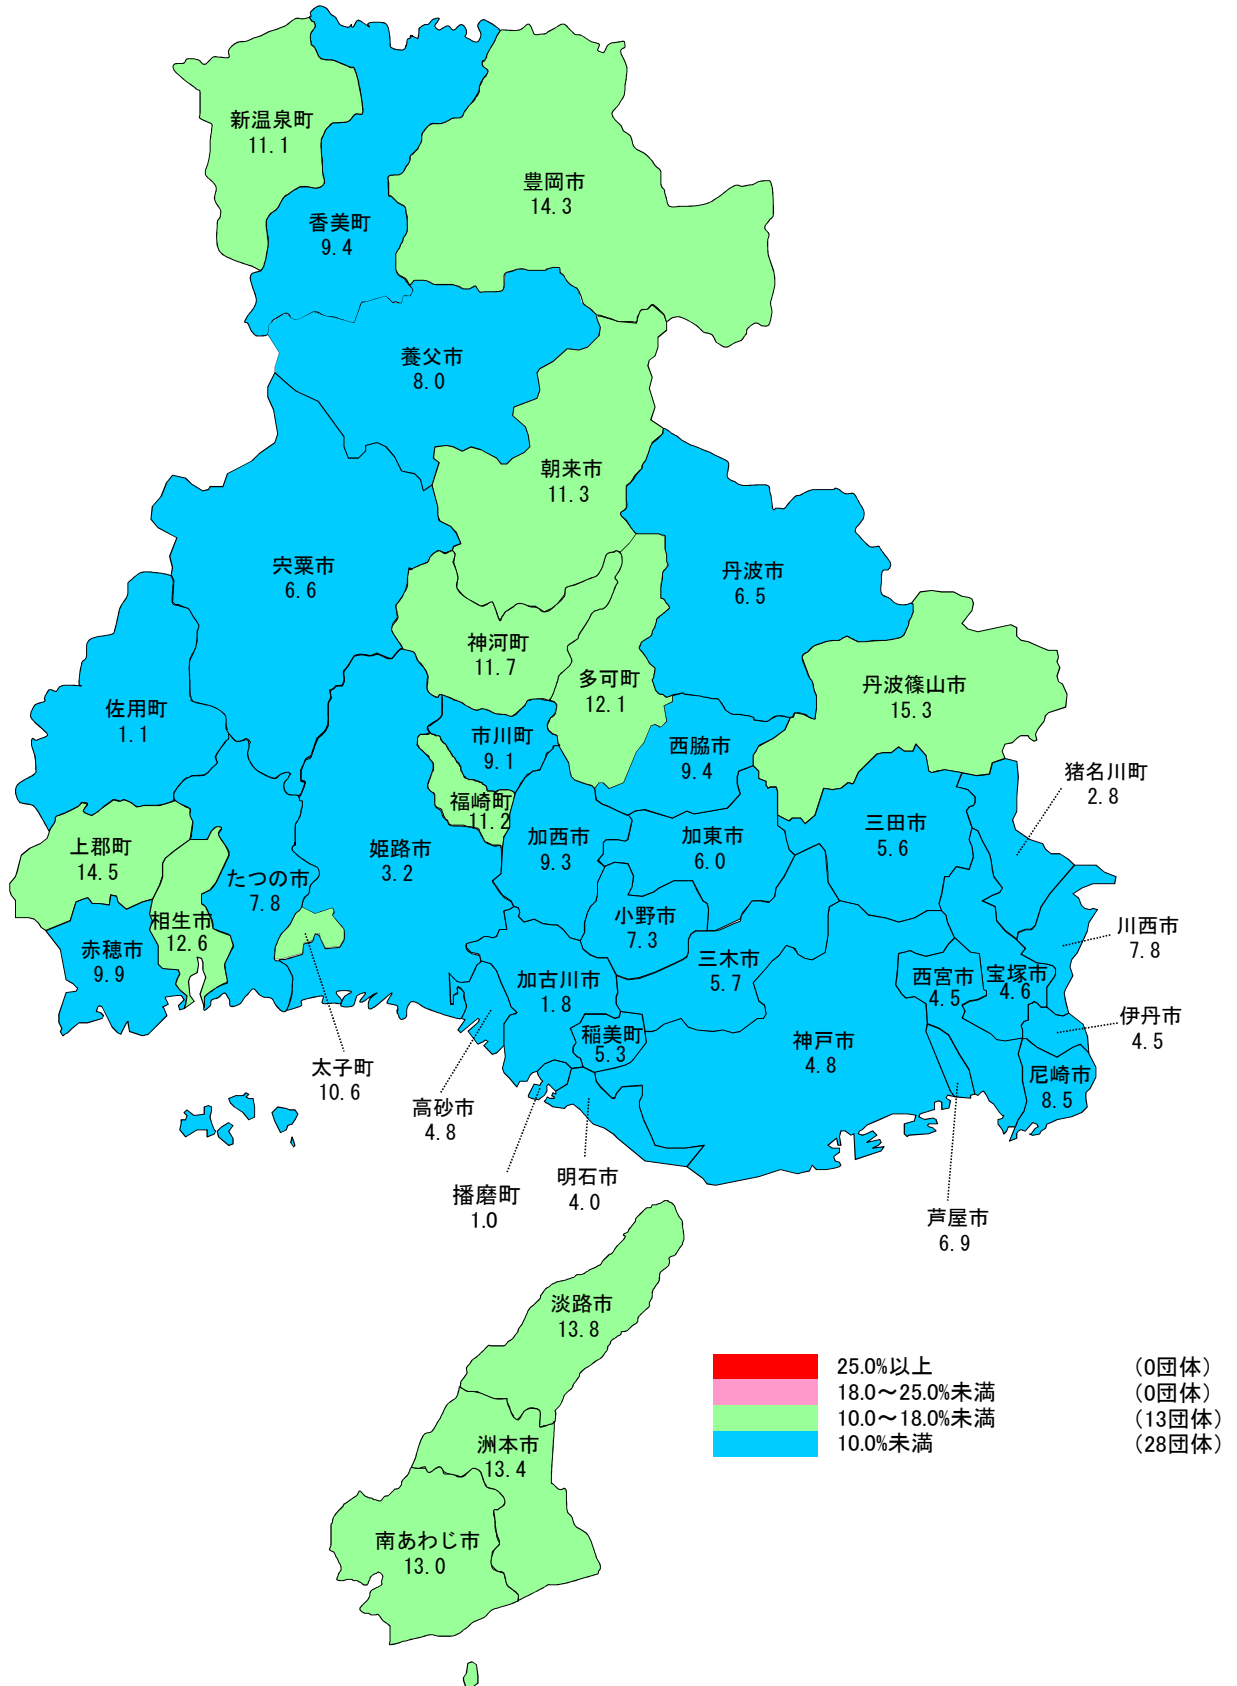 新温泉町
11.1
豊岡市
14.3
香美町
9.4
養父市
8.0
朝来市
11.3
宍粟市
6.6
丹波市
6.5
神河町
11.7
多可町
12.1
丹波篠山市
15.3
佐用町
1.1
市川町
9.1
西脇市
9.4
猪名川町
2.8
福崎町
11.2
上郡町
14.5
姫路市
3.2
加西市
9.3
加東市
6.0
三田市
5.6
たつの市
7.8
相生市
12.6
小野市
7.3
川西市
7.8
赤穂市
9.9
三木市
5.7
加古川市
1.8
西宮市
4.5
宝塚市
4.6
伊丹市
4.5
稲美町
5.3
神戸市
4.8
太子町
10.6
尼崎市
8.5
高砂市
4.8
播磨町
1.0
明石市
4.0
芦屋市
6.9
淡路市
13.8
25.0%以上 (0団体)
18.0～25.0%未満 (0団体)
10.0～18.0%未満 (13団体)
10.0%未満 (28団体)
洲本市
13.4
南あわじ市
13.0